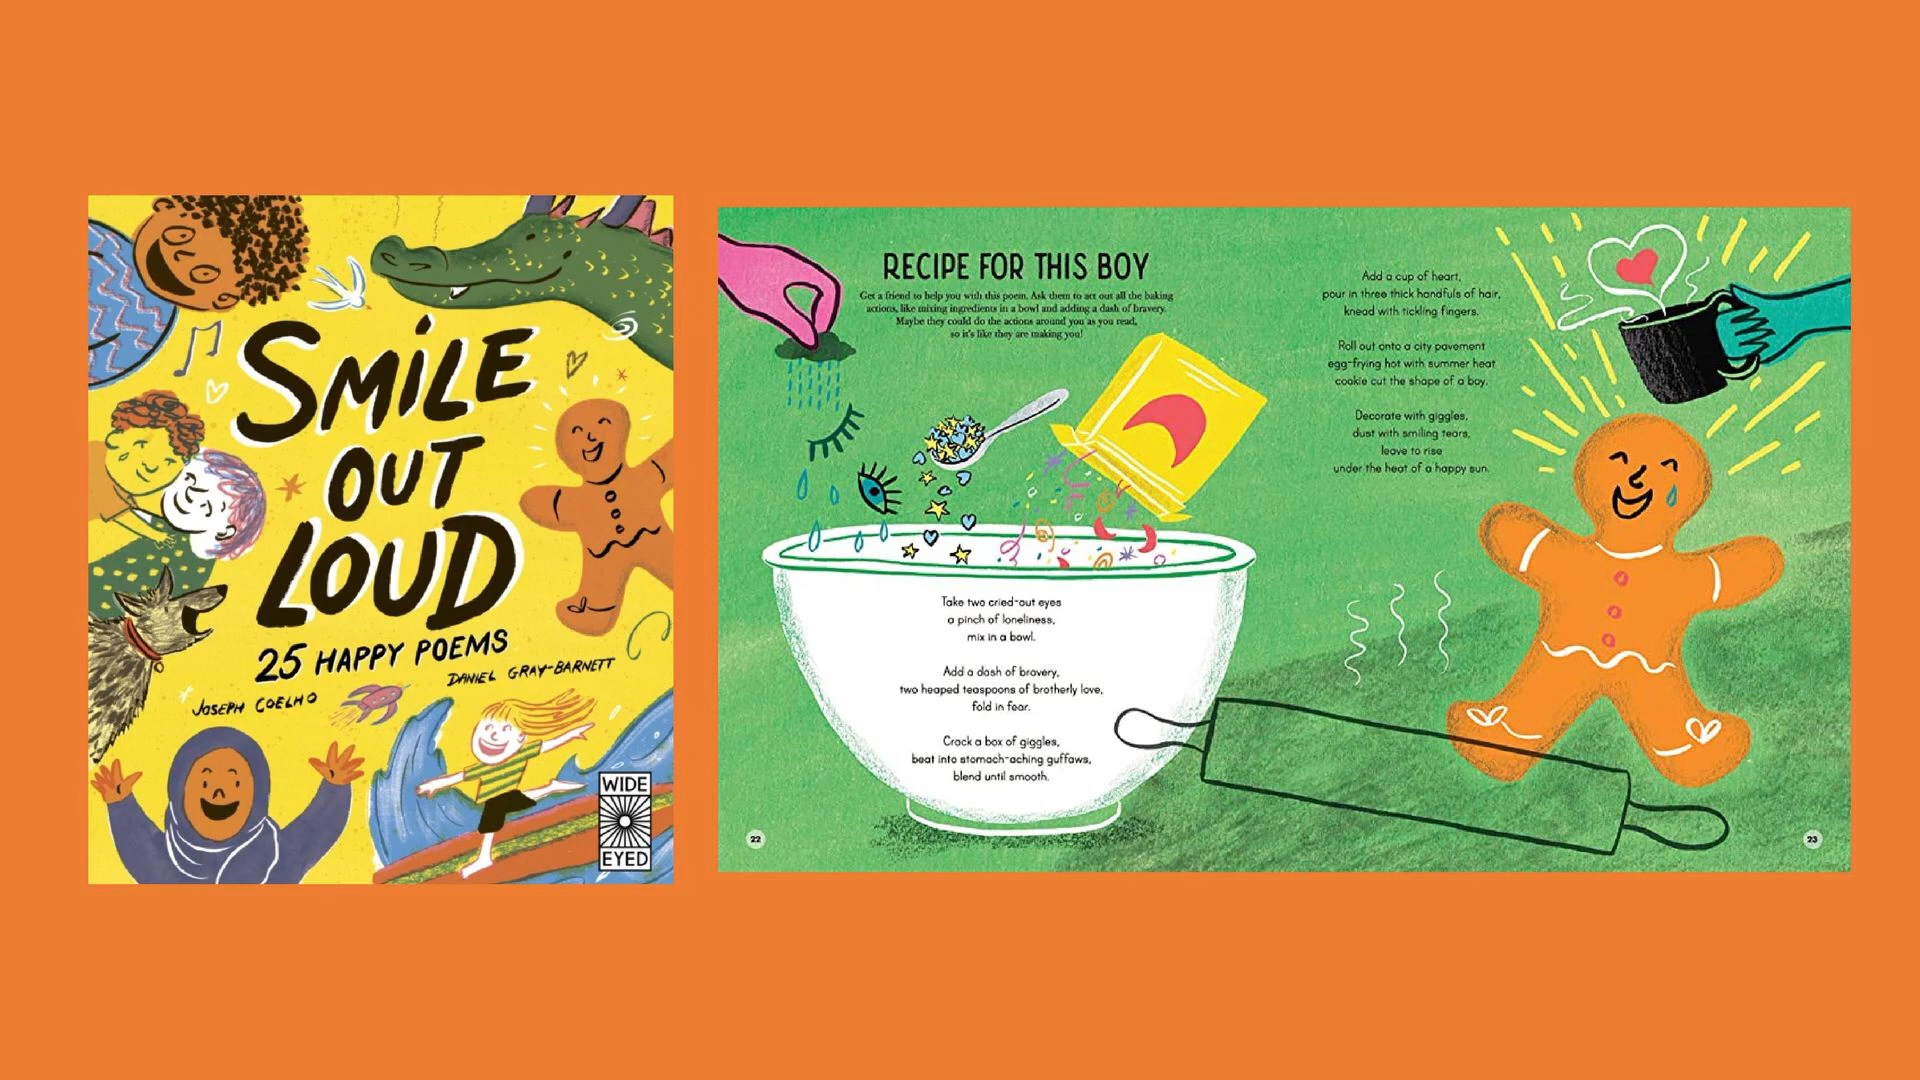 SMILE
OUT
LOUD
25 HAPPY POEMS
DANIEL GRAY-BARNETT
JOSEPH COELHO
WIDE
EYED
RECIPE FOR THIS BOY
Get a friend to help you with this poem. Ask them to act out all the baking
actions, like mixing ingredients in a bowl and adding a dash of bravery.
Maybe they could do the actions around you as you read,
so it's like they are making you!
Take two cried-out eyes
a pinch of loneliness,
mix in a bowl.
Add a dash of bravery,
two heaped teaspoons of brotherly love,
fold in fear.
Crack a box of giggles,
beat into stomach-aching guffaws,
blend until smooth.
22
Add a cup of heart,
pour in three thick handfuls of hair,
knead with tickling fingers.
Roll out onto a city pavement
egg-frying hot with summer heat
cookie cut the shape of a boy.
Decorate with giggles,
dust with smiling tears,
leave to rise
under the heat of a happy sun.
23